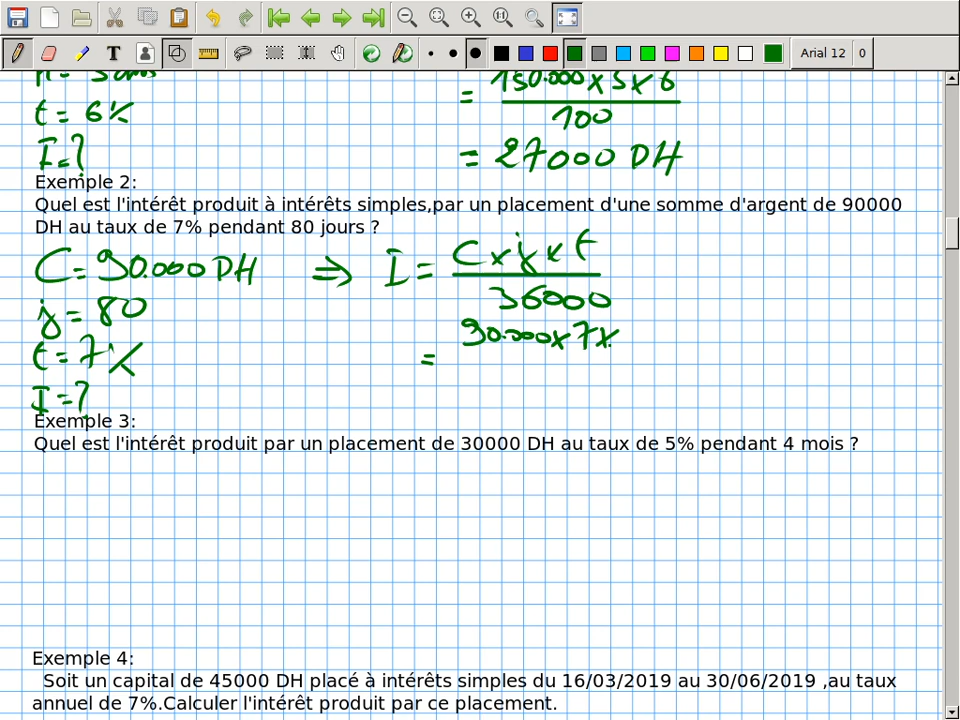 Arial 12 0
t = 6%
I = ?
= 150.000 x 3 x 6
100
= 27000 DH
Exemple 2:
Quel est l'intérêt produit à intérêts simples,par un placement d'une somme d'argent de 90000
DH au taux de 7% pendant 80 jours ?
C = 90.000 DH ⇒ I = C x j x t
36000
j = 80
t = 7%
I = ?
= 90.000 x 7 x
Exemple 3:
Quel est l'intérêt produit par un placement de 30000 DH au taux de 5% pendant 4 mois ?
Exemple 4:
Soit un capital de 45000 DH placé à intérêts simples du 16/03/2019 au 30/06/2019 ,au taux
annuel de 7%.Calculer l'intérêt produit par ce placement.